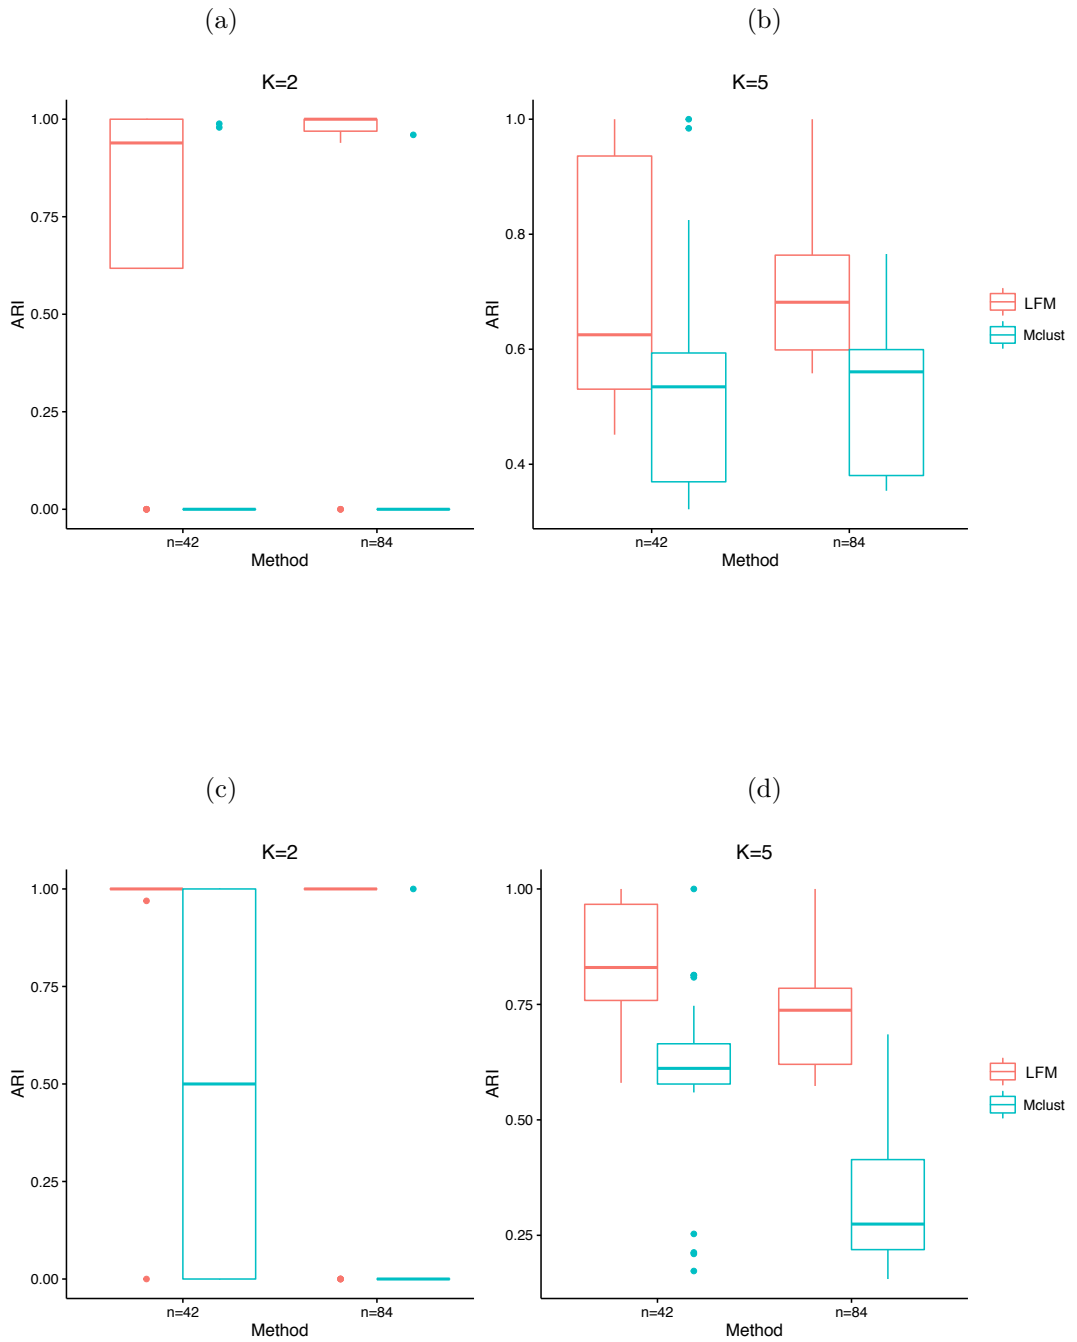 (a)
K=2
1.00
0.75
0.50
0.25
0.00
ARI
n=42
n=84
Method
(b)
K=5
1.0
0.8
0.6
0.4
ARI
n=42
n=84
Method
LFM
Mclust
(c)
K=2
1.00
0.75
0.50
0.25
0.00
ARI
n=42
n=84
Method
(d)
K=5
1.00
0.75
0.50
0.25
ARI
n=42
n=84
Method
LFM
Mclust